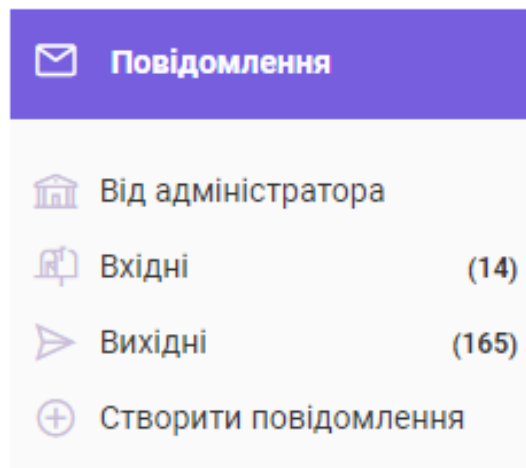 Повідомлення
Від адміністратора
Вхідні (14)
Вихідні (165)
Створити повідомлення